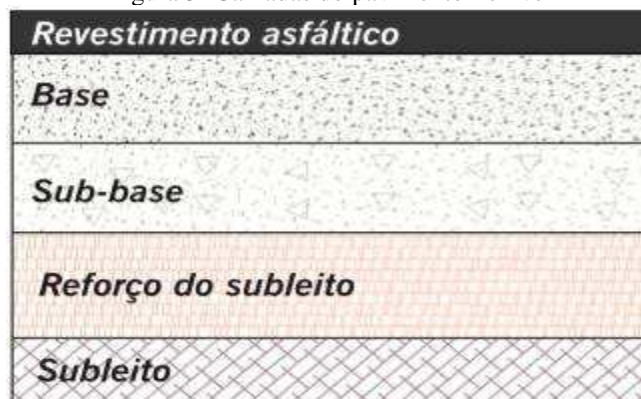 Revestimento asfáltico
Base
Sub-base
Reforço do subleito
Subleito